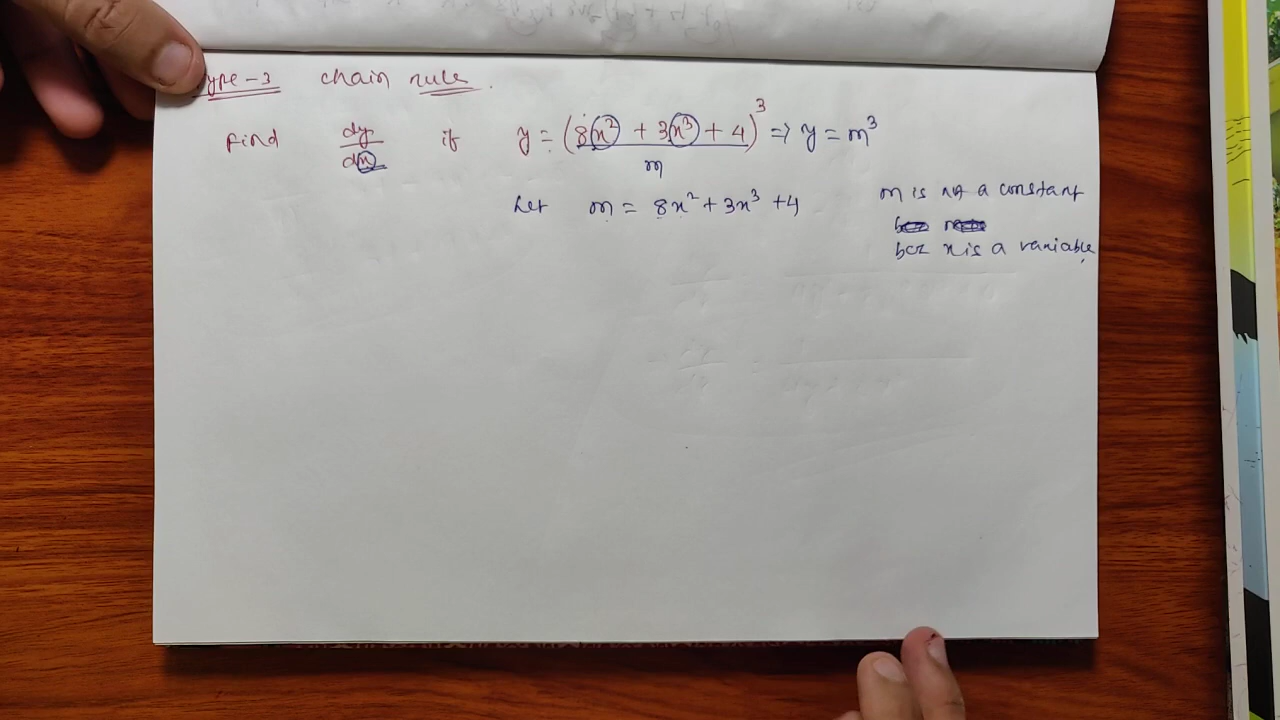 Type-3 chain rule.
Find dy/dx if y = (8x² + 3x³ + 4)³ ⇒ y = m³
m
Let m = 8x² + 3x³ + 4
m is not a constant
bcz
bcz x is a variable